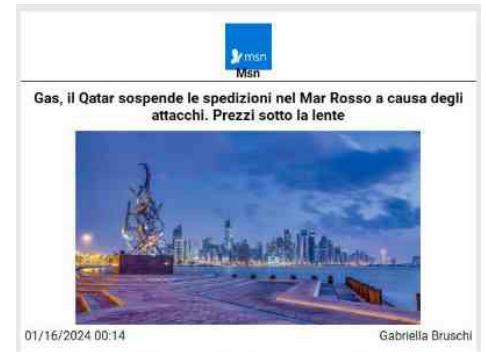 msn
Msn
Gas, il Qatar sospende le spedizioni nel Mar Rosso a causa degli
attacchi. Prezzi sotto la lente
01/16/2024 00:14
Gabriella Bruschi